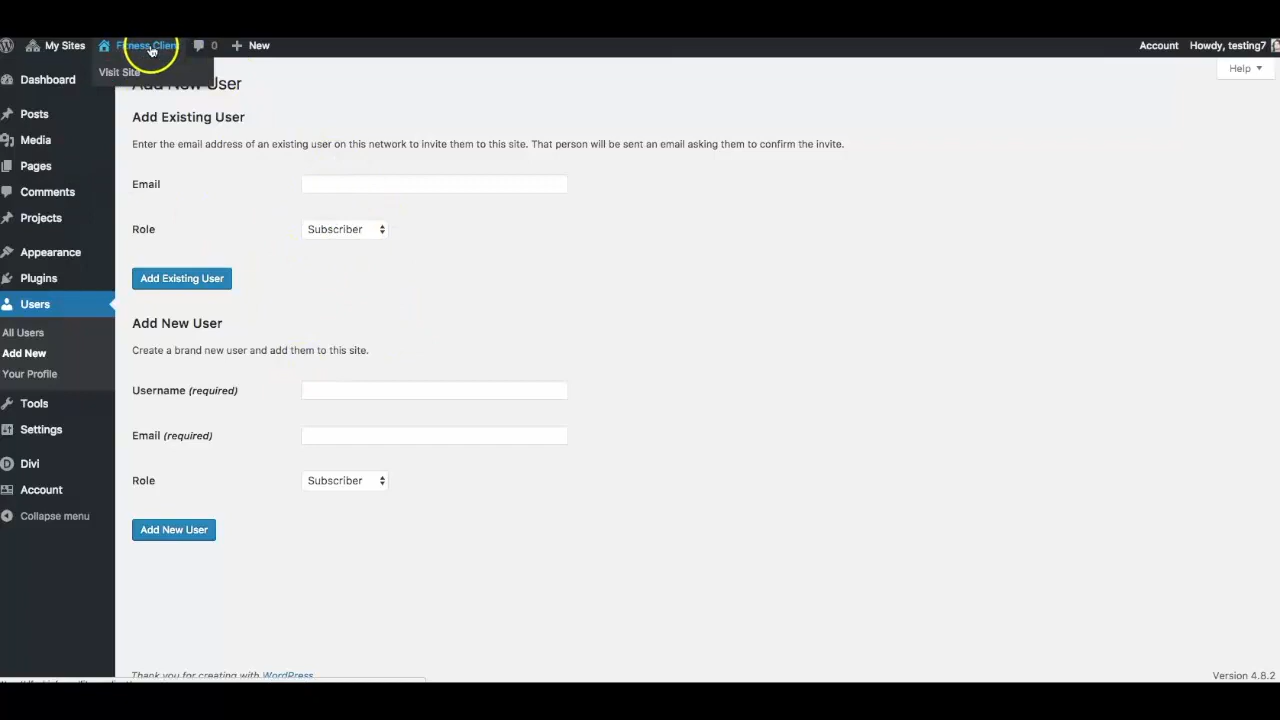 My Sites Fitness Client 0 New Account Howdy, testing7
Visit Site
Help
Dashboard
Posts
Media
Pages
Comments
Projects
Appearance
Plugins
Users
All Users
Add New
Your Profile
Tools
Settings
Divi
Account
Collapse menu
Add New User
Add Existing User
Enter the email address of an existing user on this network to invite them to this site. That person will be sent an email asking them to confirm the invite.
Email
Role Subscriber
Add Existing User
Add New User
Create a brand new user and add them to this site.
Username (required)
Email (required)
Role Subscriber
Add New User
Thank you for creating with WordPress
Version 4.8.2